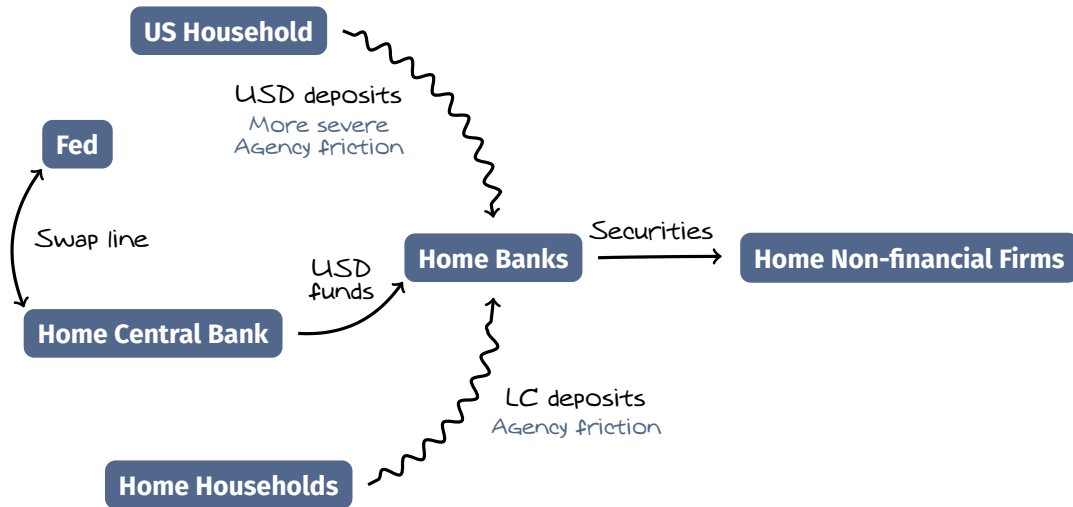 US Household
USD deposits
More severe
Agency friction
Fed
Swap line
USD
funds
Home Banks
Securities
Home Non-financial Firms
Home Central Bank
LC deposits
Agency friction
Home Households